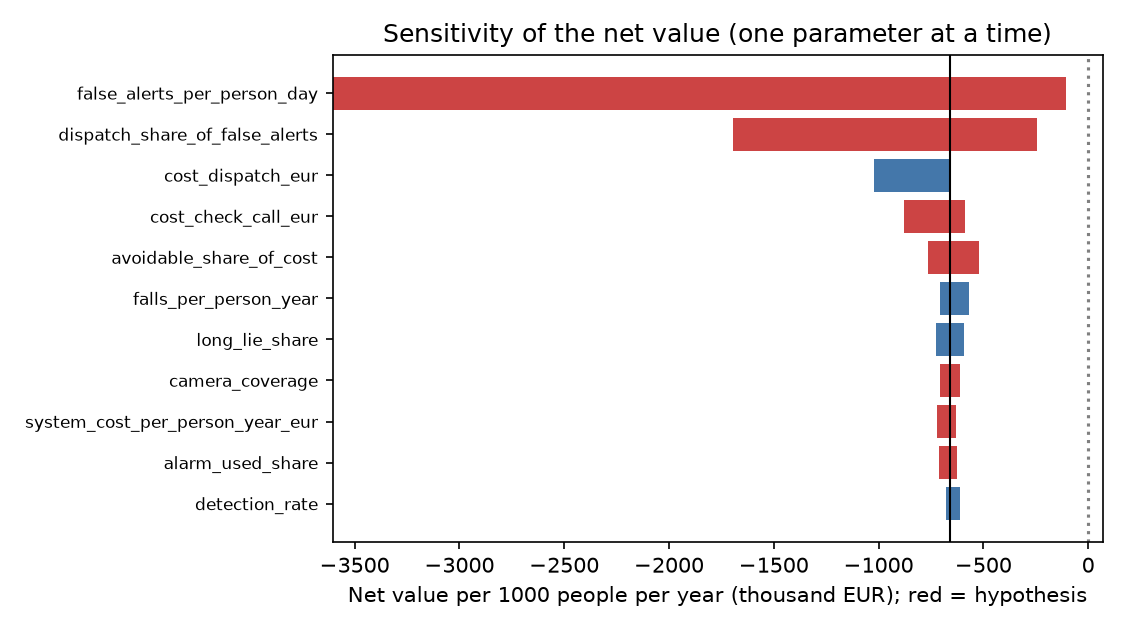 Sensitivity of the net value (one parameter at a time)
false_alerts_per_person_day
dispatch_share_of_false_alerts
cost_dispatch_eur
cost_check_call_eur
avoidable_share_of_cost
falls_per_person_year
long_lie_share
camera_coverage
system_cost_per_person_year_eur
alarm_used_share
detection_rate
−3500 −3000 −2500 −2000 −1500 −1000 −500 0
Net value per 1000 people per year (thousand EUR); red = hypothesis